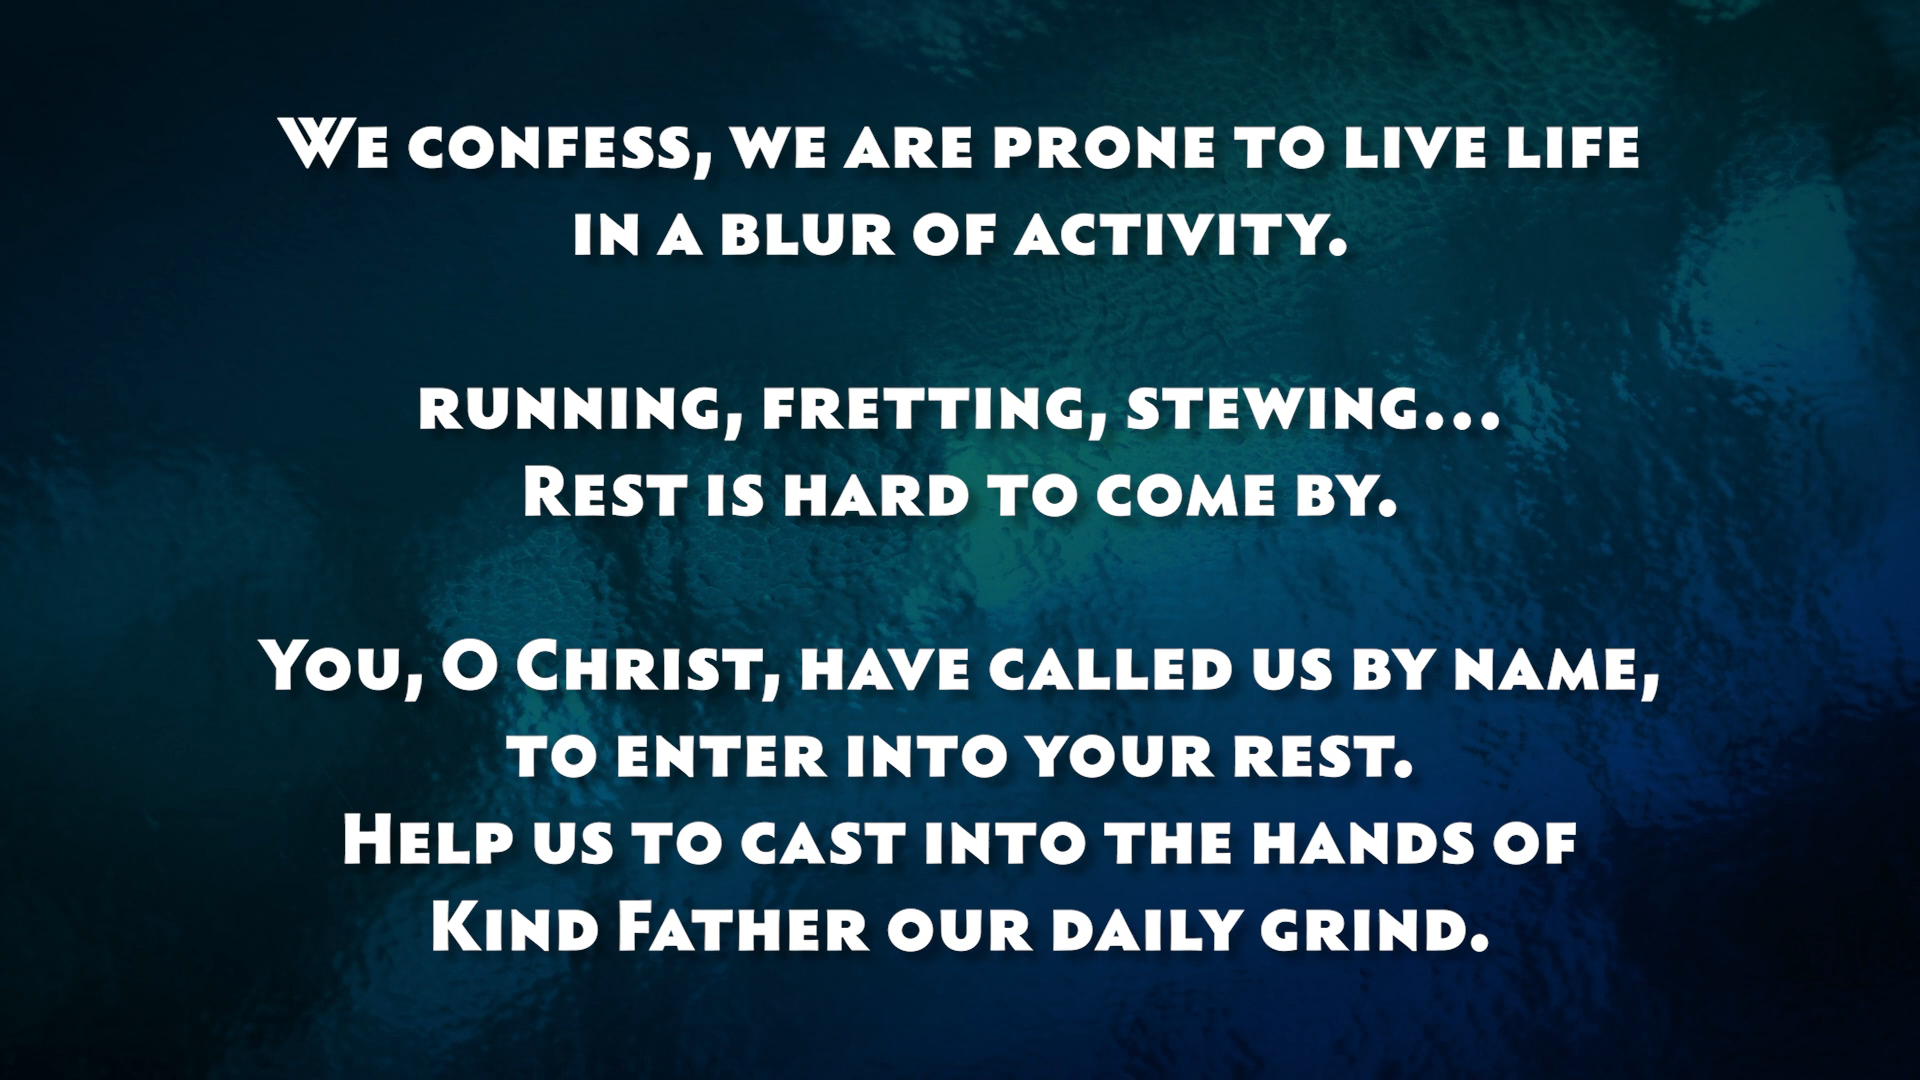 We confess, we are prone to live life
in a blur of activity.
running, fretting, stewing...
Rest is hard to come by.
You, O Christ, have called us by name,
to enter into your rest.
Help us to cast into the hands of
Kind Father our daily grind.